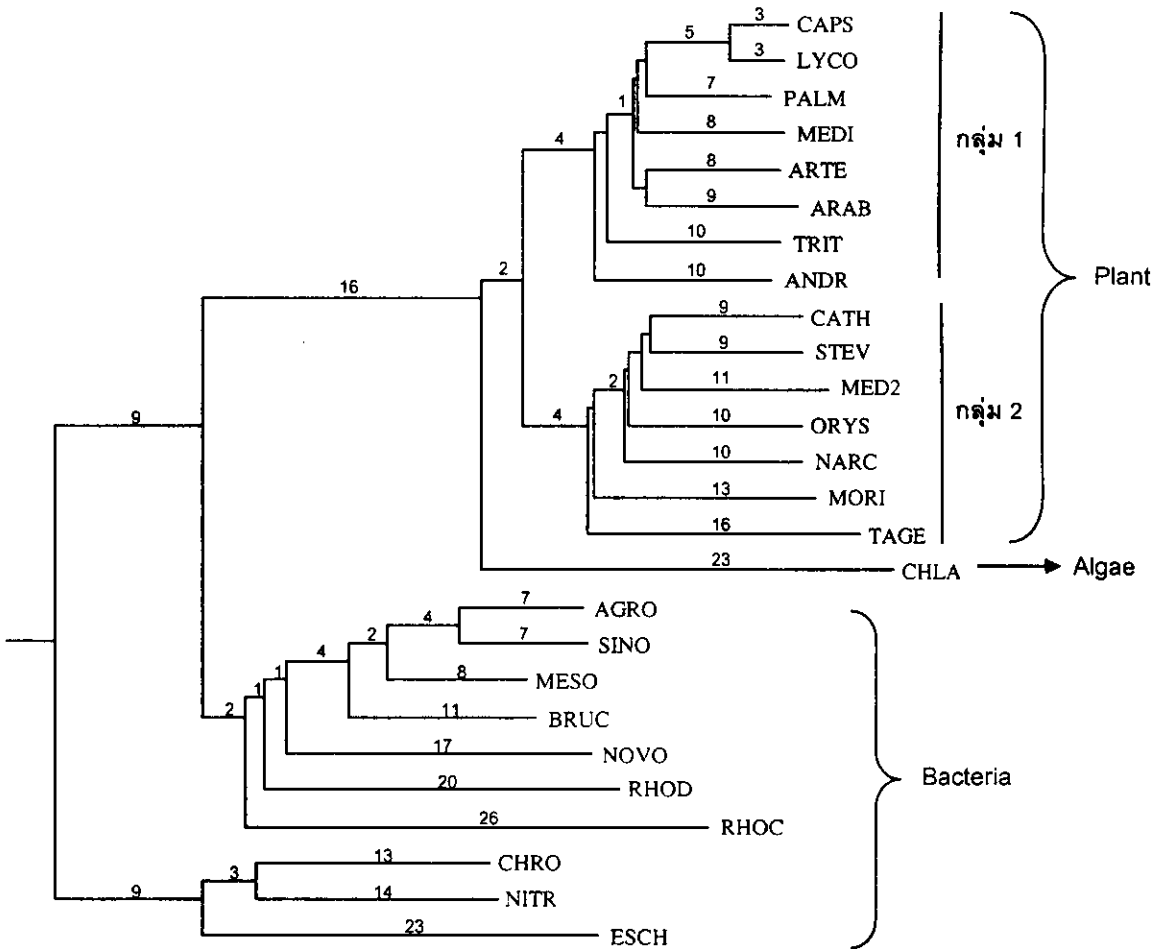 3
CAPS
5
3
LYCO
7
PALM
1
8
MEDI
กลุ่ม 1
4
8
ARTE
9
ARAB
10
TRIT
2
10
ANDR
Plant
16
9
CATH
9
STEV
2
11
MED2
กลุ่ม 2
9
4
10
ORYS
10
NARC
13
MORI
16
TAGE
23
CHLA
Algae
7
AGRO
4
2
7
SINO
4
1
8
MESO
1
2
11
BRUC
17
NOVO
20
RHOD
Bacteria
26
RHOC
13
CHRO
3
9
14
NITR
23
ESCH